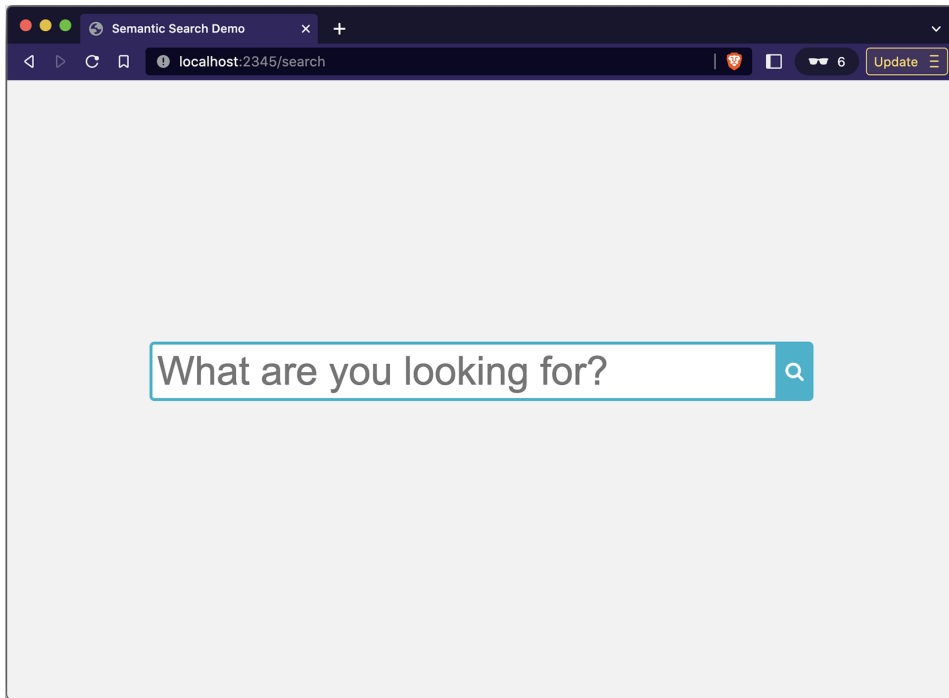 Semantic Search Demo
localhost:2345/search
6
Update
What are you looking for?